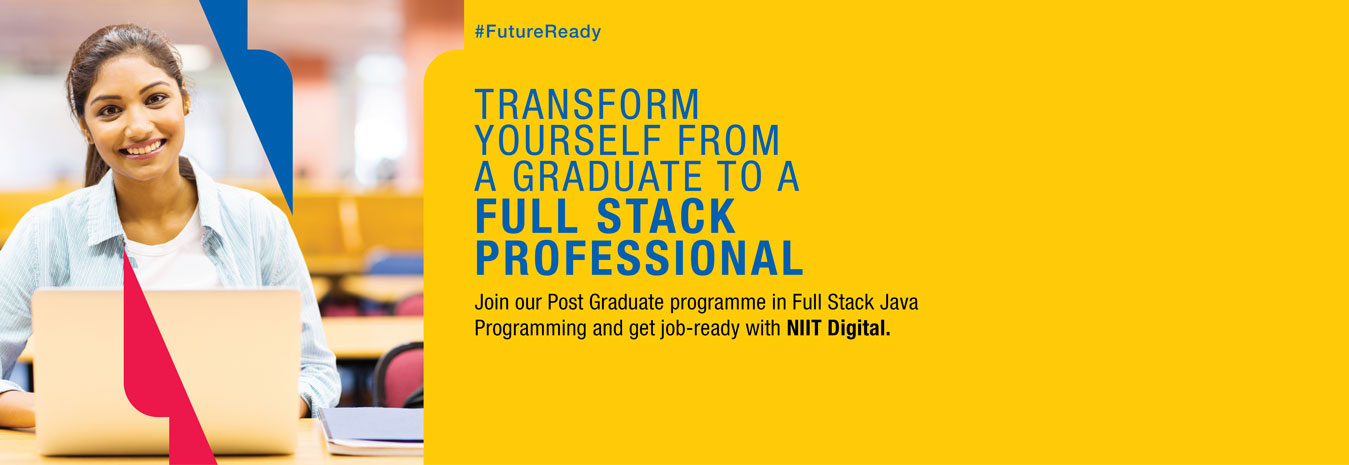 #FutureReady
TRANSFORM
YOURSELF FROM
A GRADUATE TO A
FULL STACK
PROFESSIONAL
Join our Post Graduate programme in Full Stack Java
Programming and get job-ready with NIIT Digital.